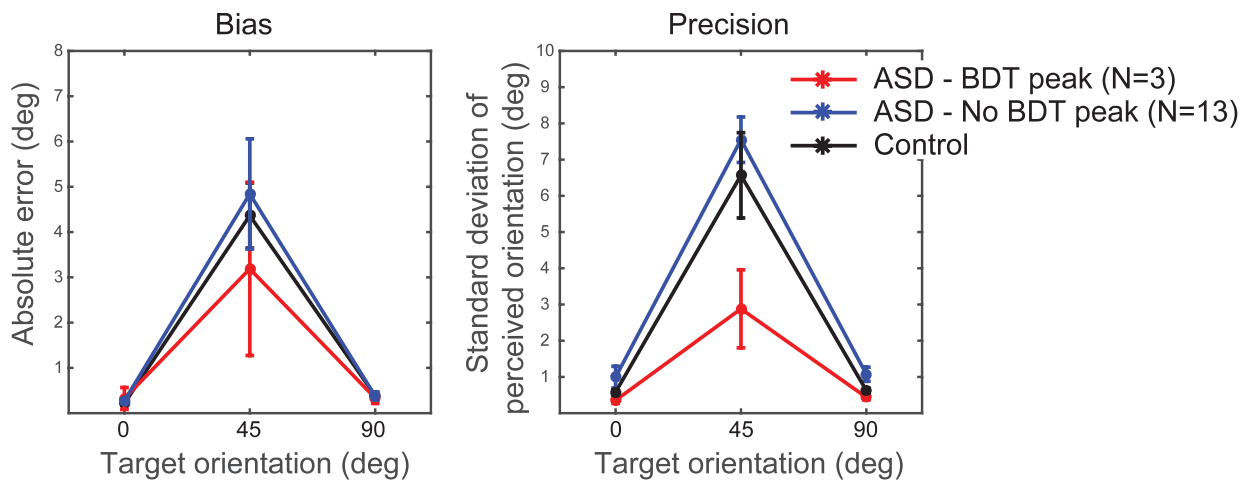 Bias
Absolute error (deg)
8
7
6
5
4
3
2
1
0 45 90
Target orientation (deg)
Precision
Standard deviation of
perceived orientation (deg)
10
9
8
7
6
5
4
3
2
1
0 45 90
Target orientation (deg)
ASD - BDT peak (N=3)
ASD - No BDT peak (N=13)
Control